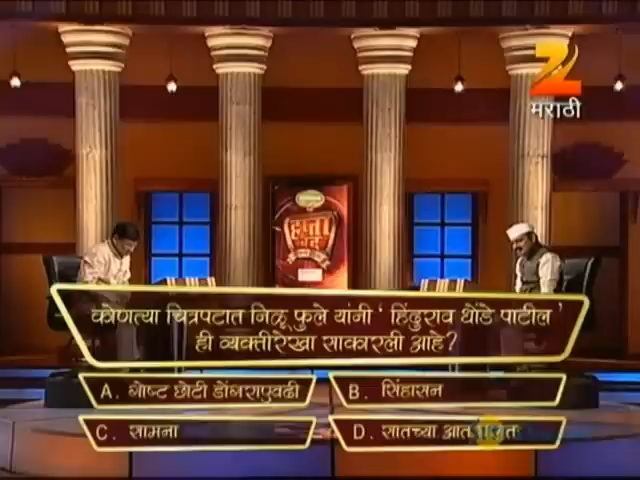 मराठी
कोणत्या चित्रपटात निळू फुले यांनी ' हिंदुराव धोंडे पाटील '
ही व्यक्तीरेखा साकारली आहे?
A. गोष्ट छोटी डोंगराएवढी
B. सिंहासन
C. सामना
D. सातच्या आत घरात